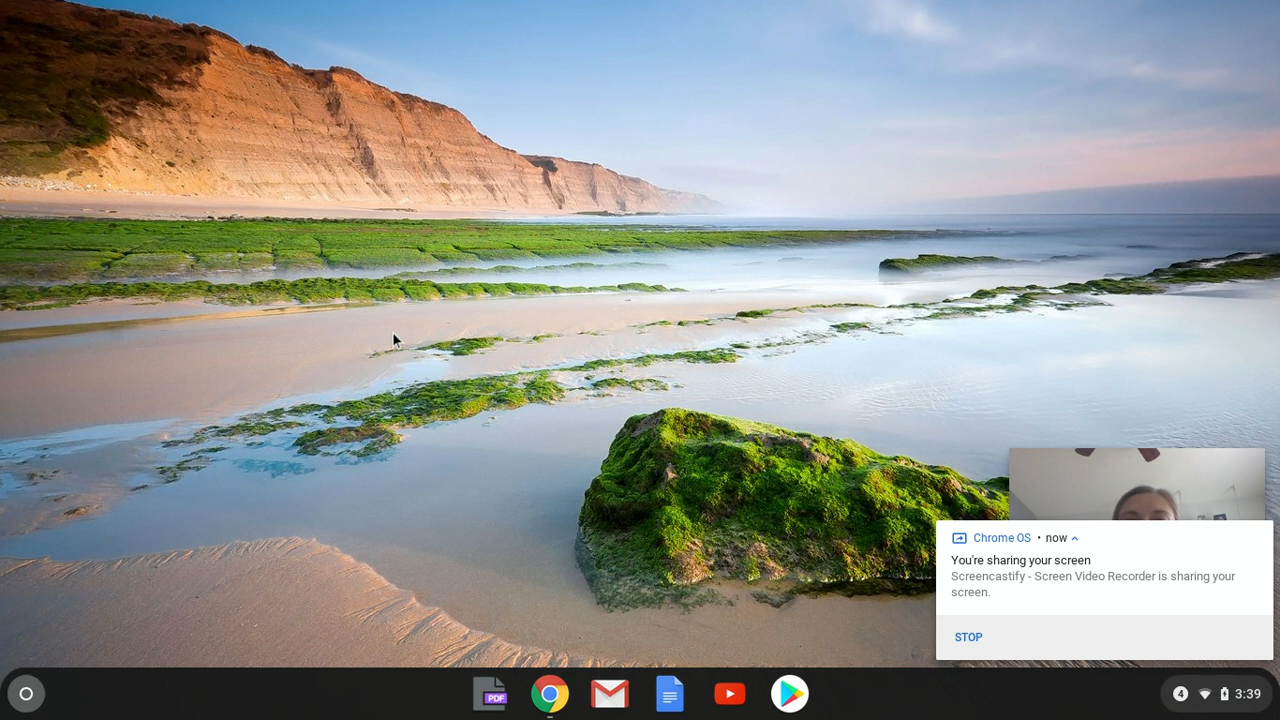 Chrome OS • now
You're sharing your screen
Screencastify - Screen Video Recorder is sharing your
screen.
STOP
PDF
4
3:39